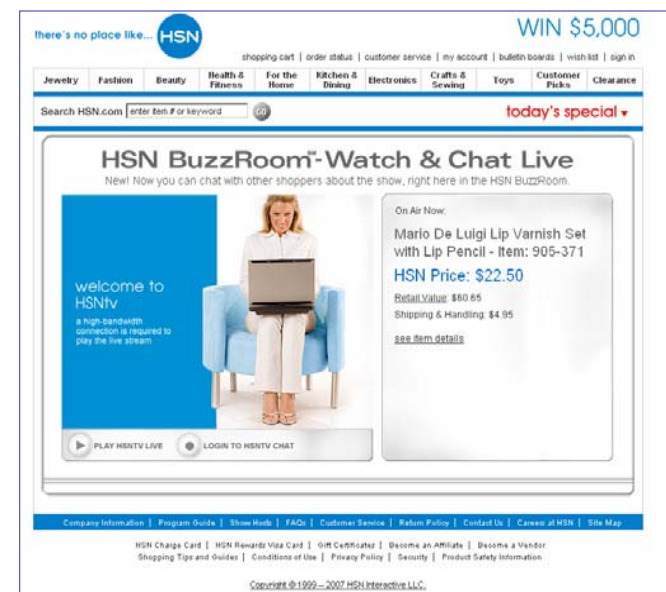 there's no place like... HSN
WIN $5,000
shopping cart | order status | customer service | my account | bulletin boards | wish list | sign in
Jewelry Fashion Beauty Health & Fitness For the Home Kitchen & Dining Electronics Crafts & Sewing Toys Customer Picks Clearance
Search HSN.com enter item # or keyword GO today's special
HSN BuzzRoom™-Watch & Chat Live
New! Now you can chat with other shoppers about the show, right here in the HSN BuzzRoom.
welcome to
HSNtv
a high-bandwidth
connection is required to
play the live stream
PLAY HSNTV LIVE LOGIN TO HSNTV CHAT
On Air Now:
Mario De Luigi Lip Varnish Set
with Lip Pencil - Item: 905-371
HSN Price: $22.50
Retail Value: $60.65
Shipping & Handling: $4.95
see item details
Company Information | Program Guide | Show Hosts | FAQs | Customer Service | Return Policy | Contact Us | Careers at HSN | Site Map
HSN Charge Card | HSN Rewards Visa Card | Gift Certificates | Become an Affiliate | Become a Vendor
Shopping Tips and Guides | Conditions of Use | Privacy Policy | Security | Product Safety Information
Copyright © 1999 – 2007 HSN Interactive LLC.